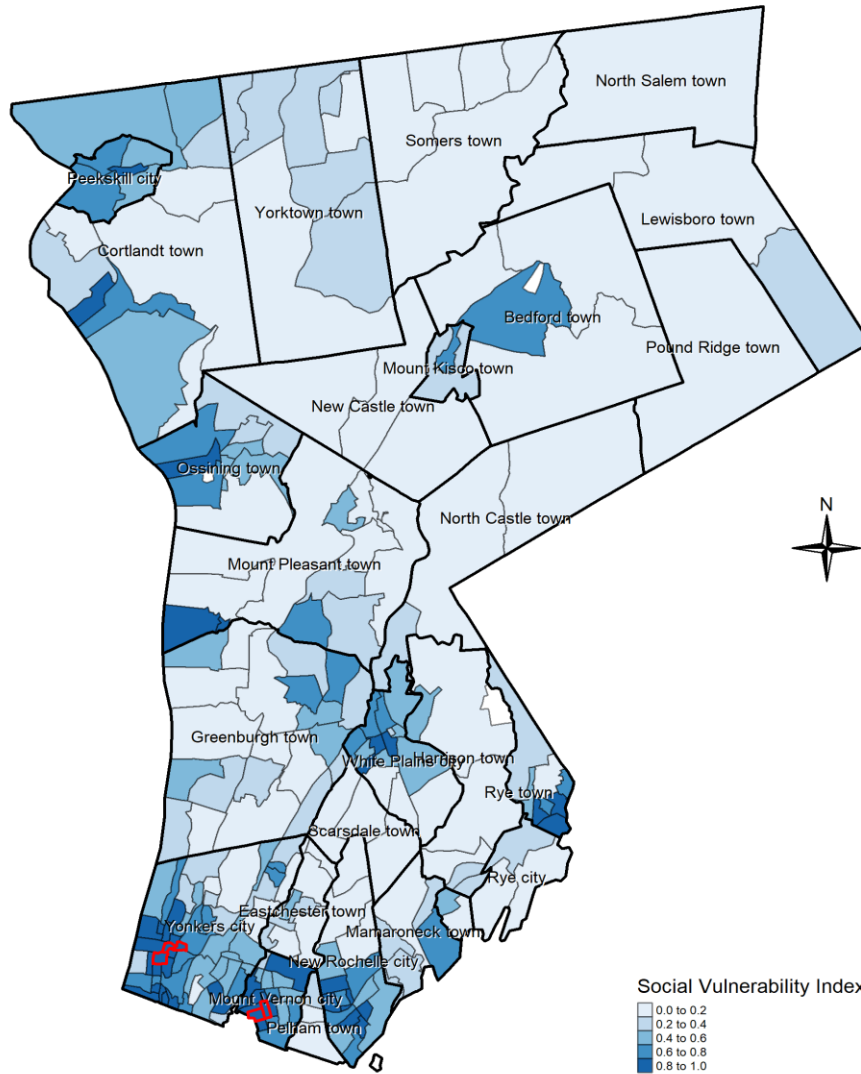 North Salem town
Somers town
Peekskill city
Yorktown town
Lewisboro town
Cortlandt town
Bedford town
Pound Ridge town
Mount Kisco town
New Castle town
Ossining town
North Castle town
N
Mount Pleasant town
Greenburgh town
White Plains city
Harrison town
Rye town
Scarsdale town
Rye city
Eastchester town
Yonkers city
Mamaroneck town
New Rochelle city
Mount Vernon city
Pelham town
Social Vulnerability Index
0.0 to 0.2
0.2 to 0.4
0.4 to 0.6
0.6 to 0.8
0.8 to 1.0